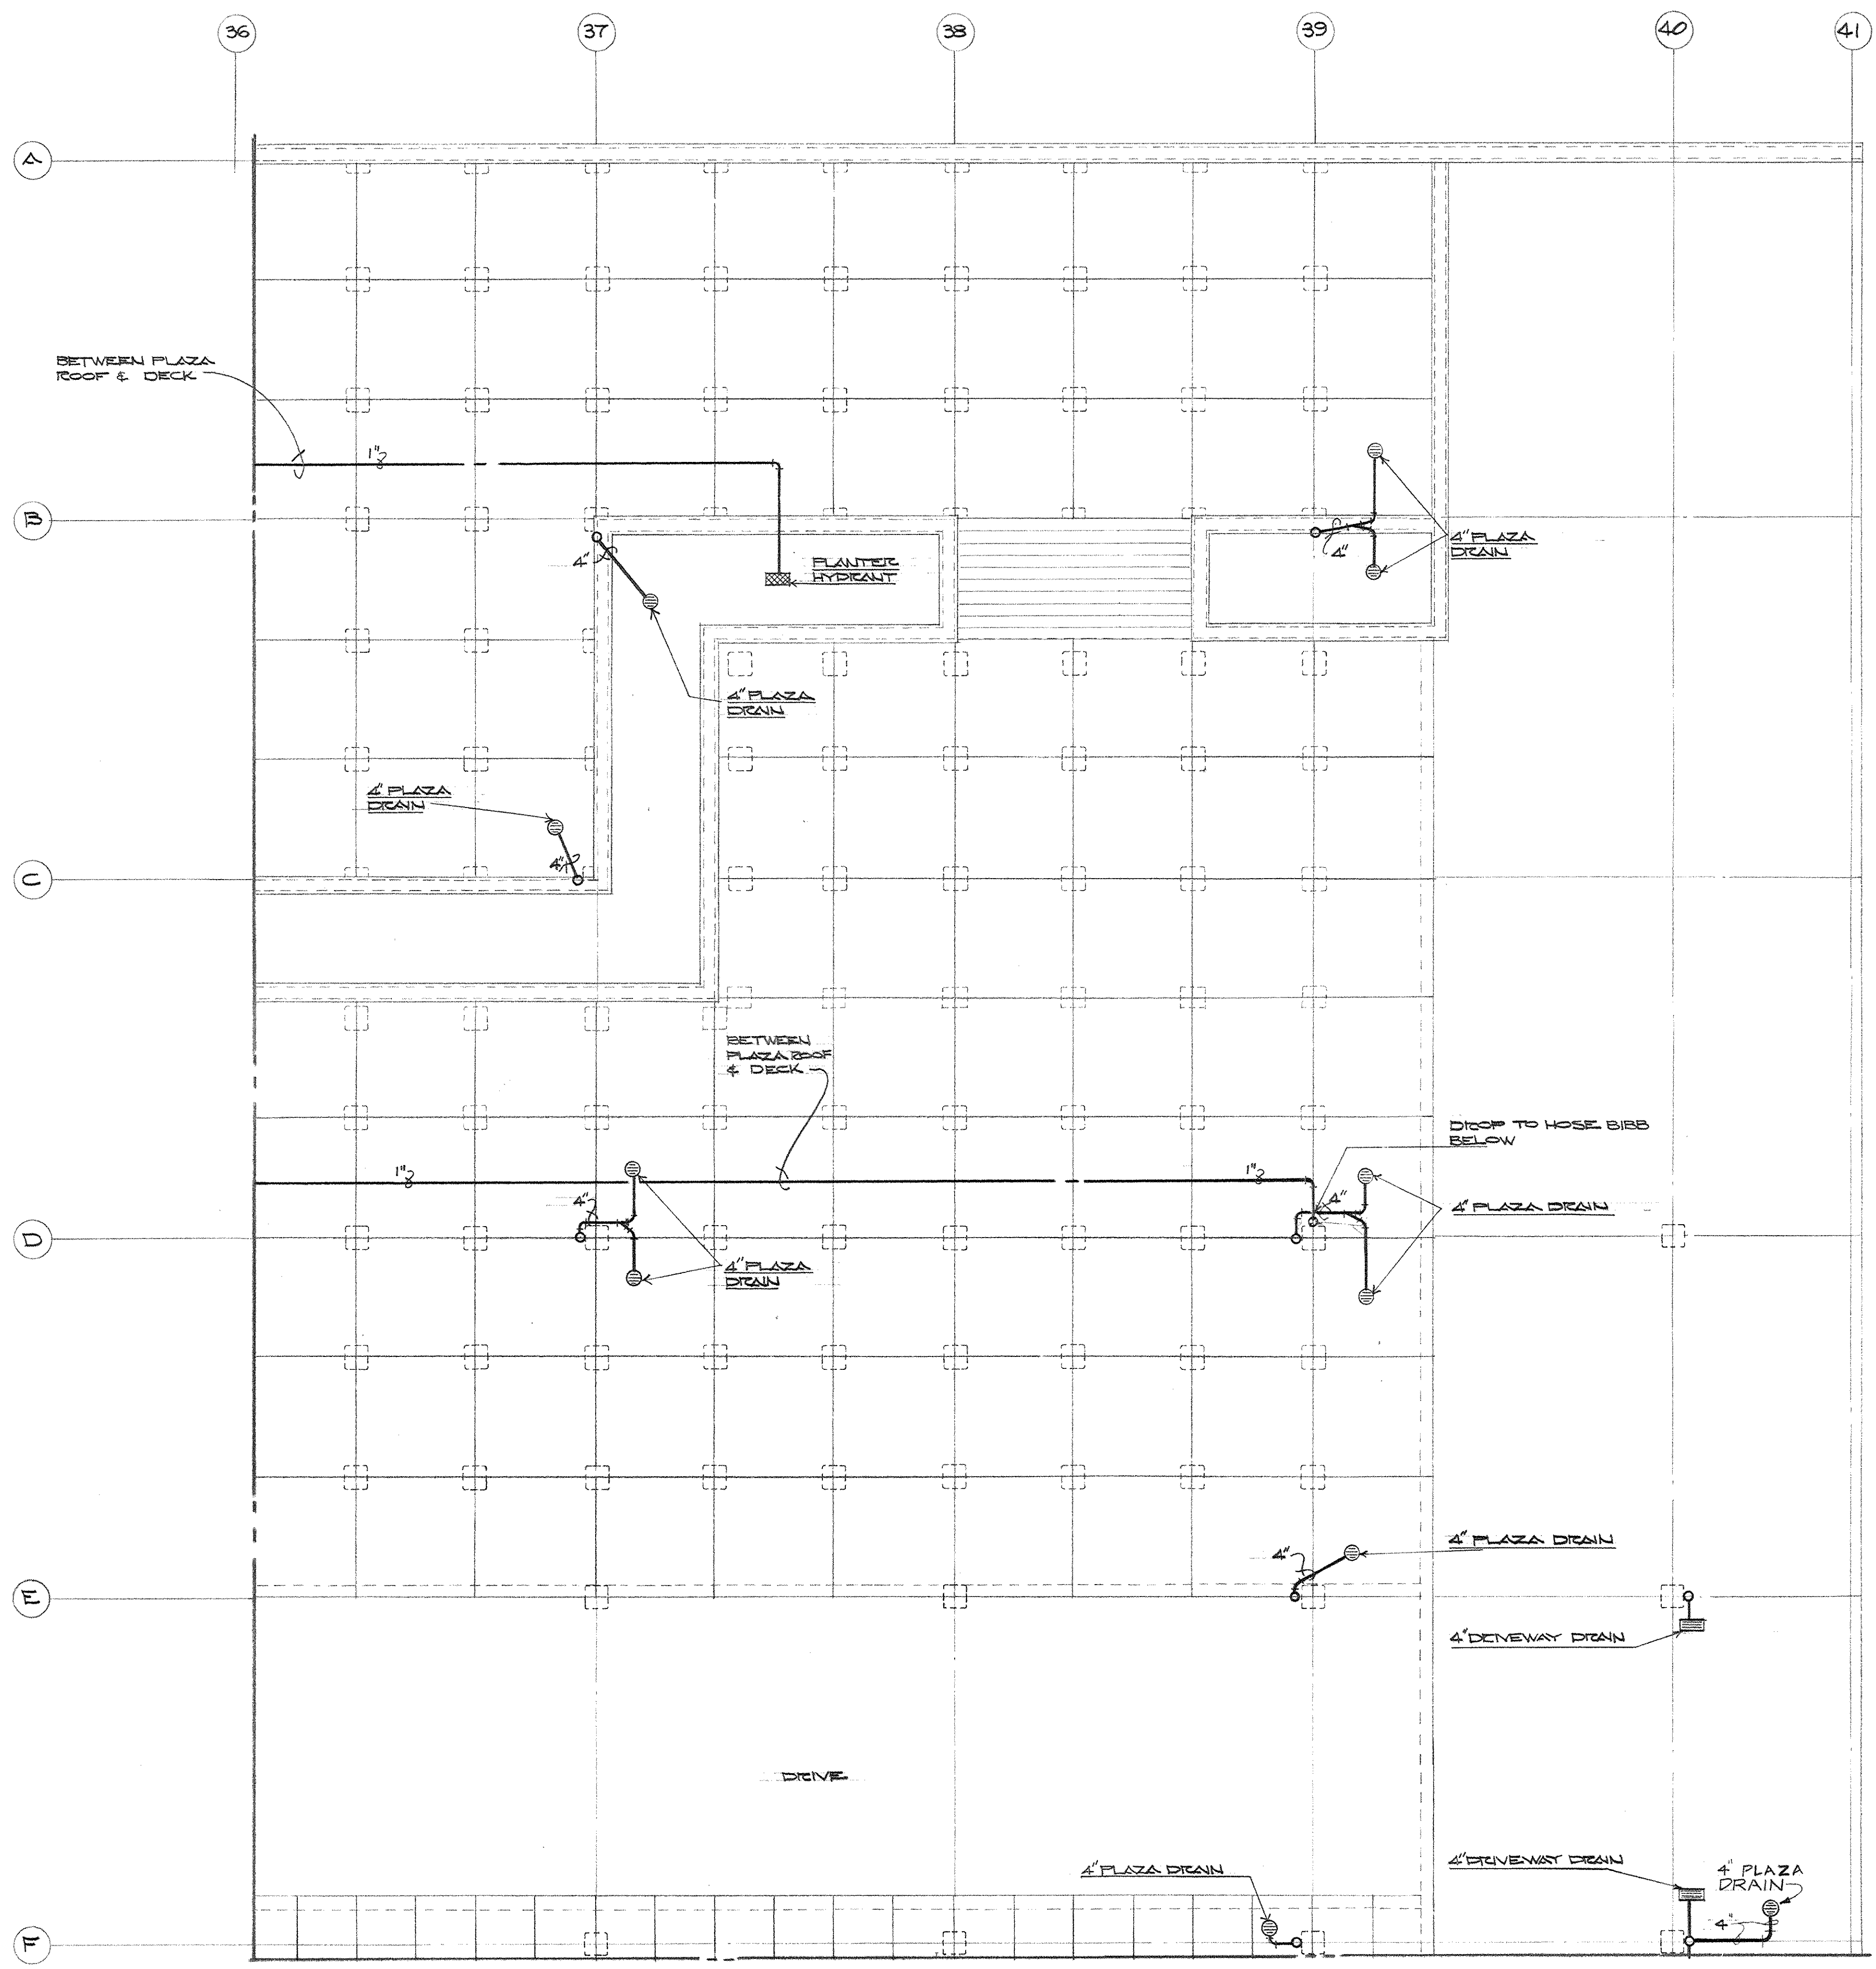 36
37
38
39
40
41
A
BETWEEN PLAZA
ROOF & DECK
1"
B
4"
PLANTER
HYDRANT
4"
4" PLAZA
DRAIN
4" PLAZA
DRAIN
4" PLAZA
DRAIN
4"
C
BETWEEN
PLAZA ROOF
& DECK
DROP TO HOSE BIBB
BELOW
1"
1"
4"
4"
4" PLAZA DRAIN
D
4" PLAZA
DRAIN
4"
4" PLAZA DRAIN
E
4" DRIVEWAY DRAIN
DRIVE
4" PLAZA DRAIN
4" DRIVEWAY DRAIN
4" PLAZA
DRAIN
4"
F